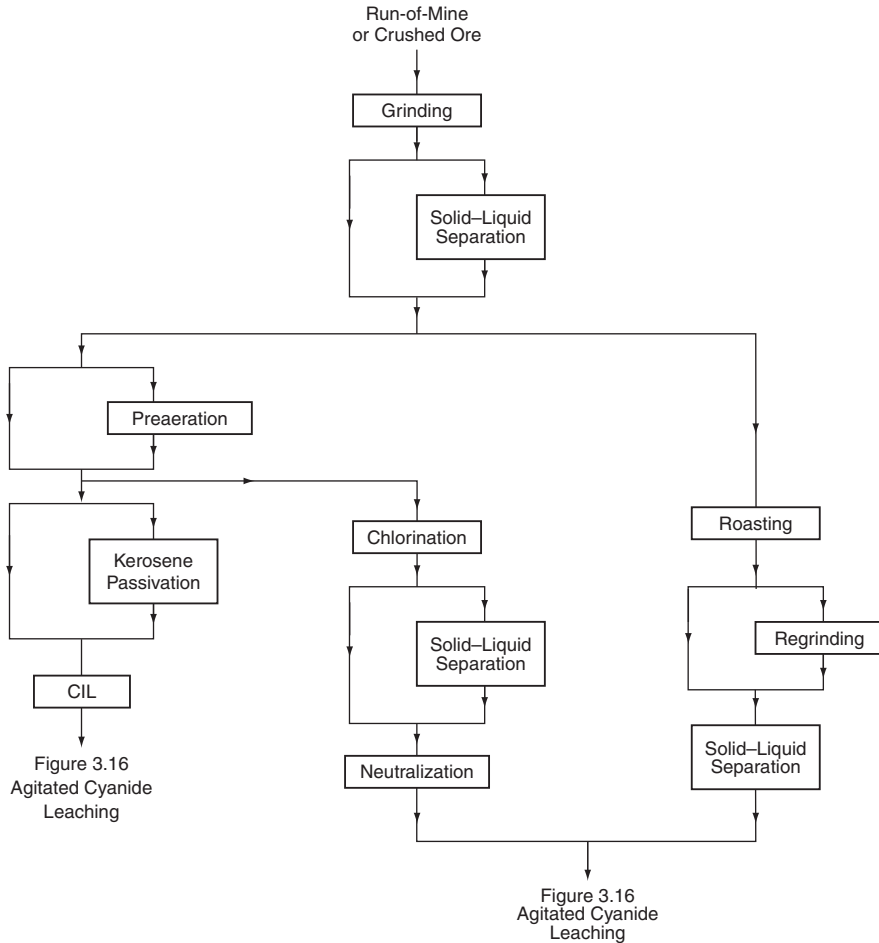 Run-of-Mine
or Crushed Ore
Grinding
Solid–Liquid
Separation
Preaeration
Kerosene
Passivation
CIL
Figure 3.16
Agitated Cyanide
Leaching
Chlorination
Solid–Liquid
Separation
Neutralization
Roasting
Regrinding
Solid–Liquid
Separation
Figure 3.16
Agitated Cyanide
Leaching